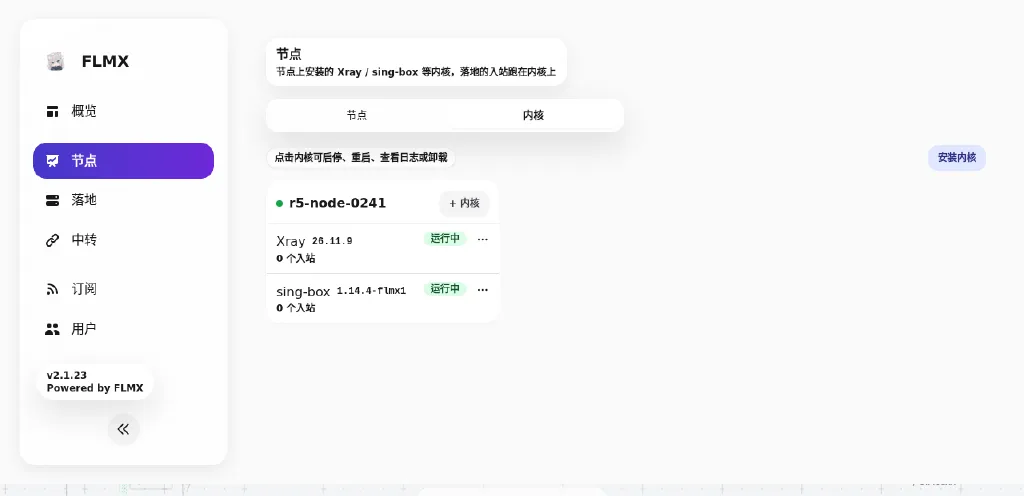 FLMX
概览
节点
落地
中转
订阅
用户
v2.1.23
Powered by FLMX
节点
节点上安装的 Xray / sing-box 等内核，落地的入站跑在内核上
节点 内核
点击内核可启停、重启、查看日志或卸载
安装内核
r5-node-0241 + 内核
Xray 26.11.9 运行中 ...
0 个入站
sing-box 1.14.4-flmx1 运行中 ...
0 个入站